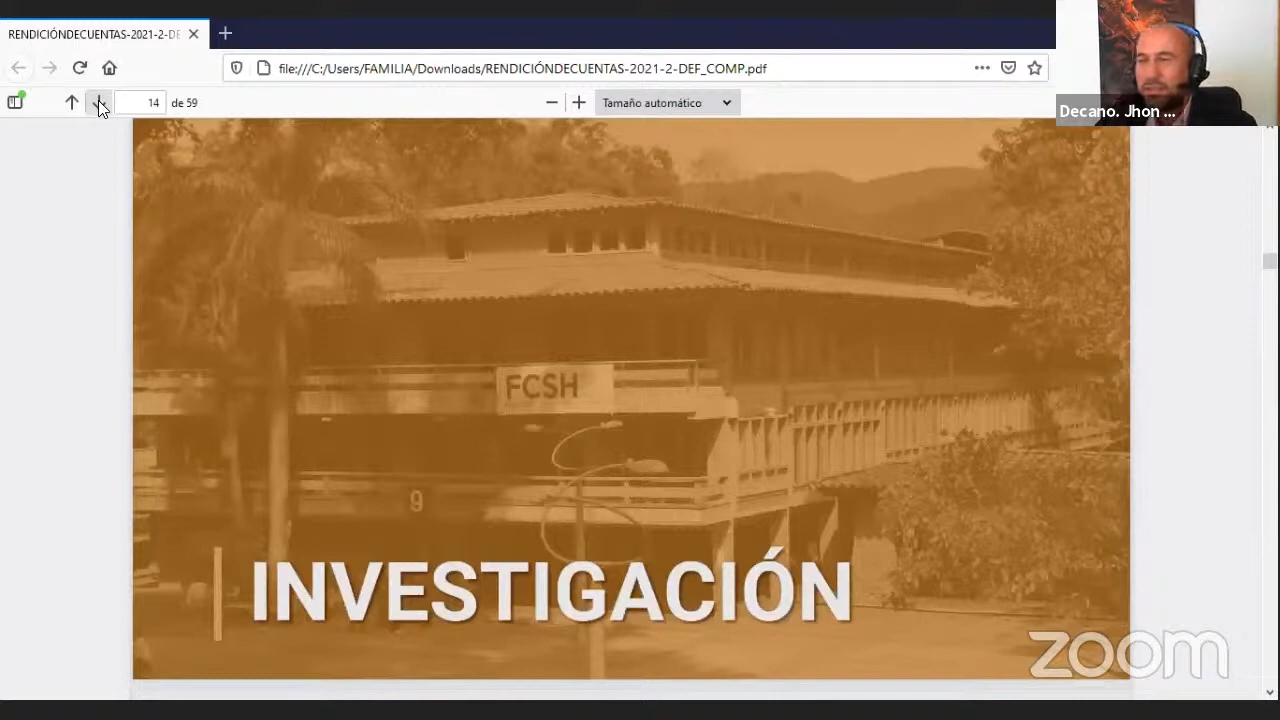 RENDICIÓNDECUENTAS-2021-2-DE
file:///C:/Users/FAMILIA/Downloads/RENDICIÓNDECUENTAS-2021-2-DEF_COMP.pdf
14 de 59
Tamaño automático
Decano. Jhon ...
FCSH
9
INVESTIGACIÓN
zoom